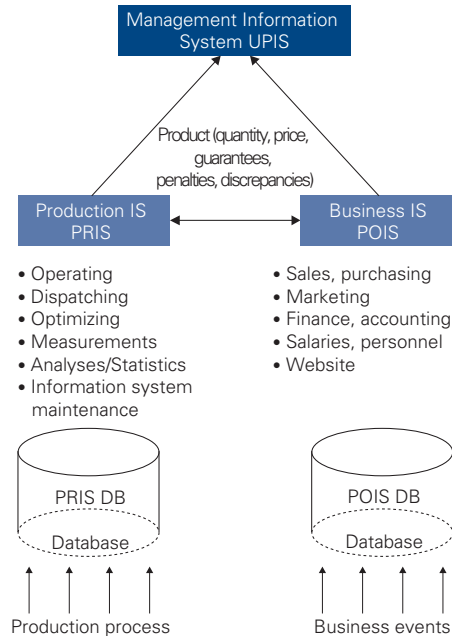 Management Information
System UPIS
Product (quantity, price,
guarantees,
penalties, discrepancies)
Production IS
PRIS
Business IS
POIS
• Operating
• Dispatching
• Optimizing
• Measurements
• Analyses/Statistics
• Information system
maintenance
• Sales, purchasing
• Marketing
• Finance, accounting
• Salaries, personnel
• Website
PRIS DB
Database
POIS DB
Database
Production process
Business events